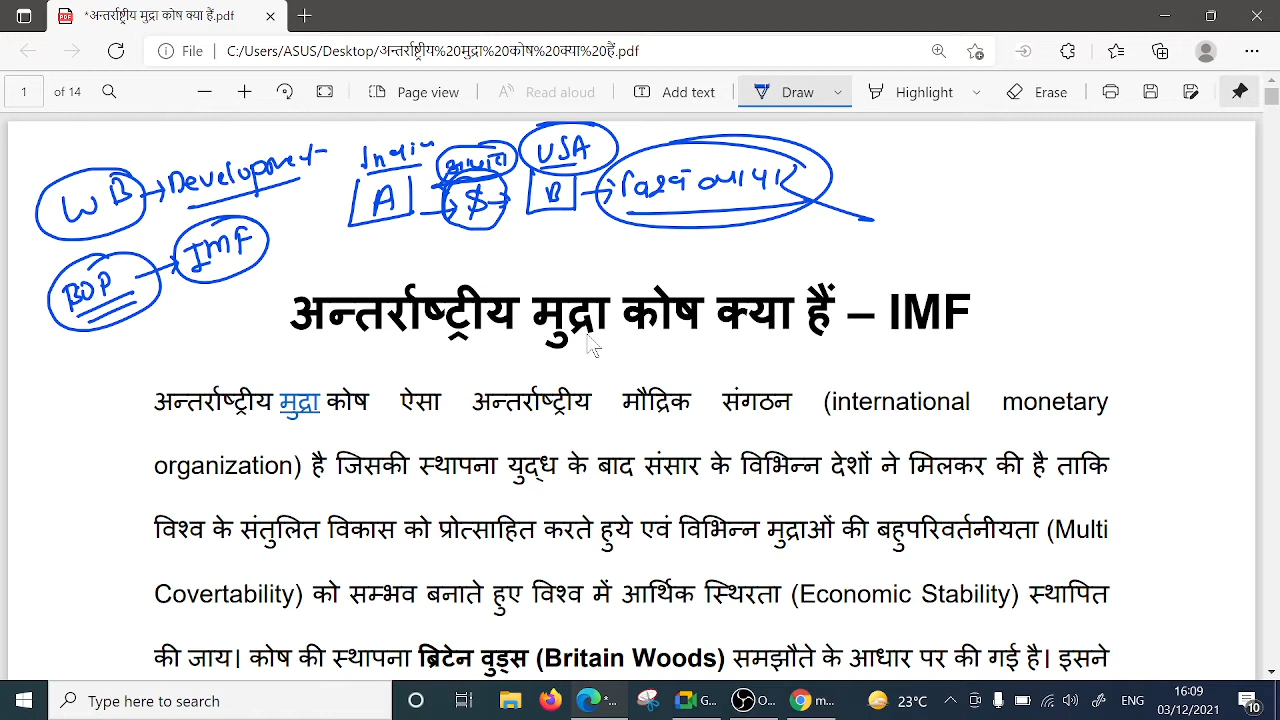 *अन्तर्राष्ट्रीय मुद्रा कोष क्या हैं.pdf
File C:/Users/ASUS/Desktop/अन्तर्राष्ट्रीय%20मुद्रा%20कोष%20क्या%20हैं.pdf
1 of 14 Page view Read aloud Add text Draw Highlight Erase
WB Development India आयात USA
A $ B विश्व व्यापार
BOP IMF
अन्तर्राष्ट्रीय मुद्रा कोष क्या हैं – IMF
अन्तर्राष्ट्रीय मुद्रा कोष ऐसा अन्तर्राष्ट्रीय मौद्रिक संगठन (international monetary
organization) है जिसकी स्थापना युद्ध के बाद संसार के विभिन्न देशों ने मिलकर की है ताकि
विश्व के संतुलित विकास को प्रोत्साहित करते हुये एवं विभिन्न मुद्राओं की बहुपरिवर्तनीयता (Multi
Covertability) को सम्भव बनाते हुए विश्व में आर्थिक स्थिरता (Economic Stability) स्थापित
की जाय। कोष की स्थापना ब्रिटेन वुड्स (Britain Woods) समझौते के आधार पर की गई है। इसने
Type here to search G... O... m... 23°C ENG 16:09
03/12/2021 10